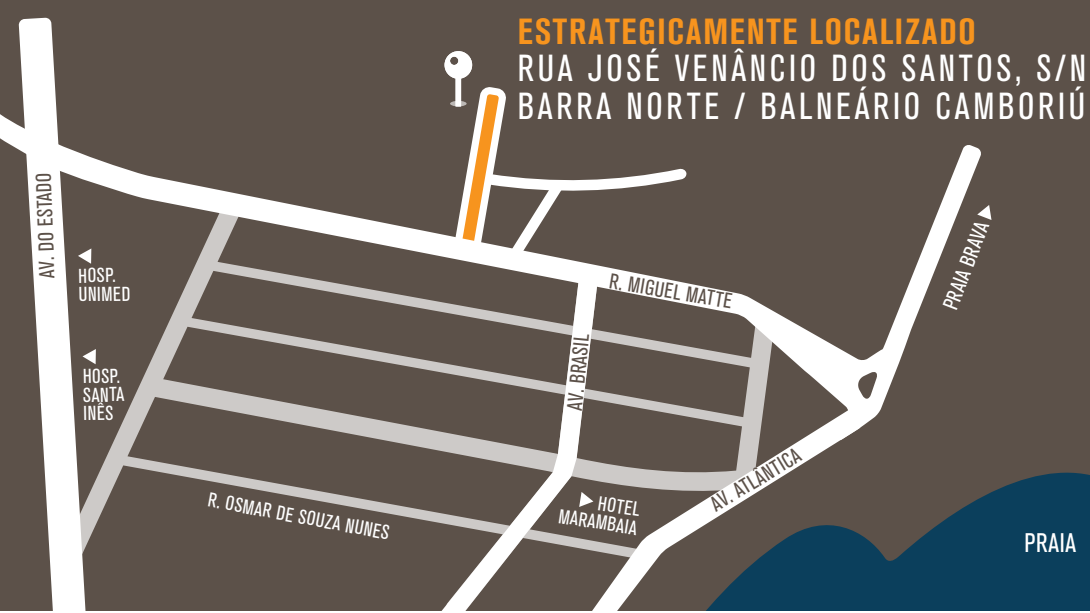 ESTRATEGICAMENTE LOCALIZADO
RUA JOSÉ VENÂNCIO DOS SANTOS, S/N
BARRA NORTE / BALNEÁRIO CAMBORIÚ
AV. DO ESTADO
HOSP.
UNIMED
HOSP.
SANTA
INÊS
R. MIGUEL MATTE
PRAIA BRAVA
AV. BRASIL
AV. ATLÂNTICA
R. OSMAR DE SOUZA NUNES
HOTEL
MARAMBAIA
PRAIA